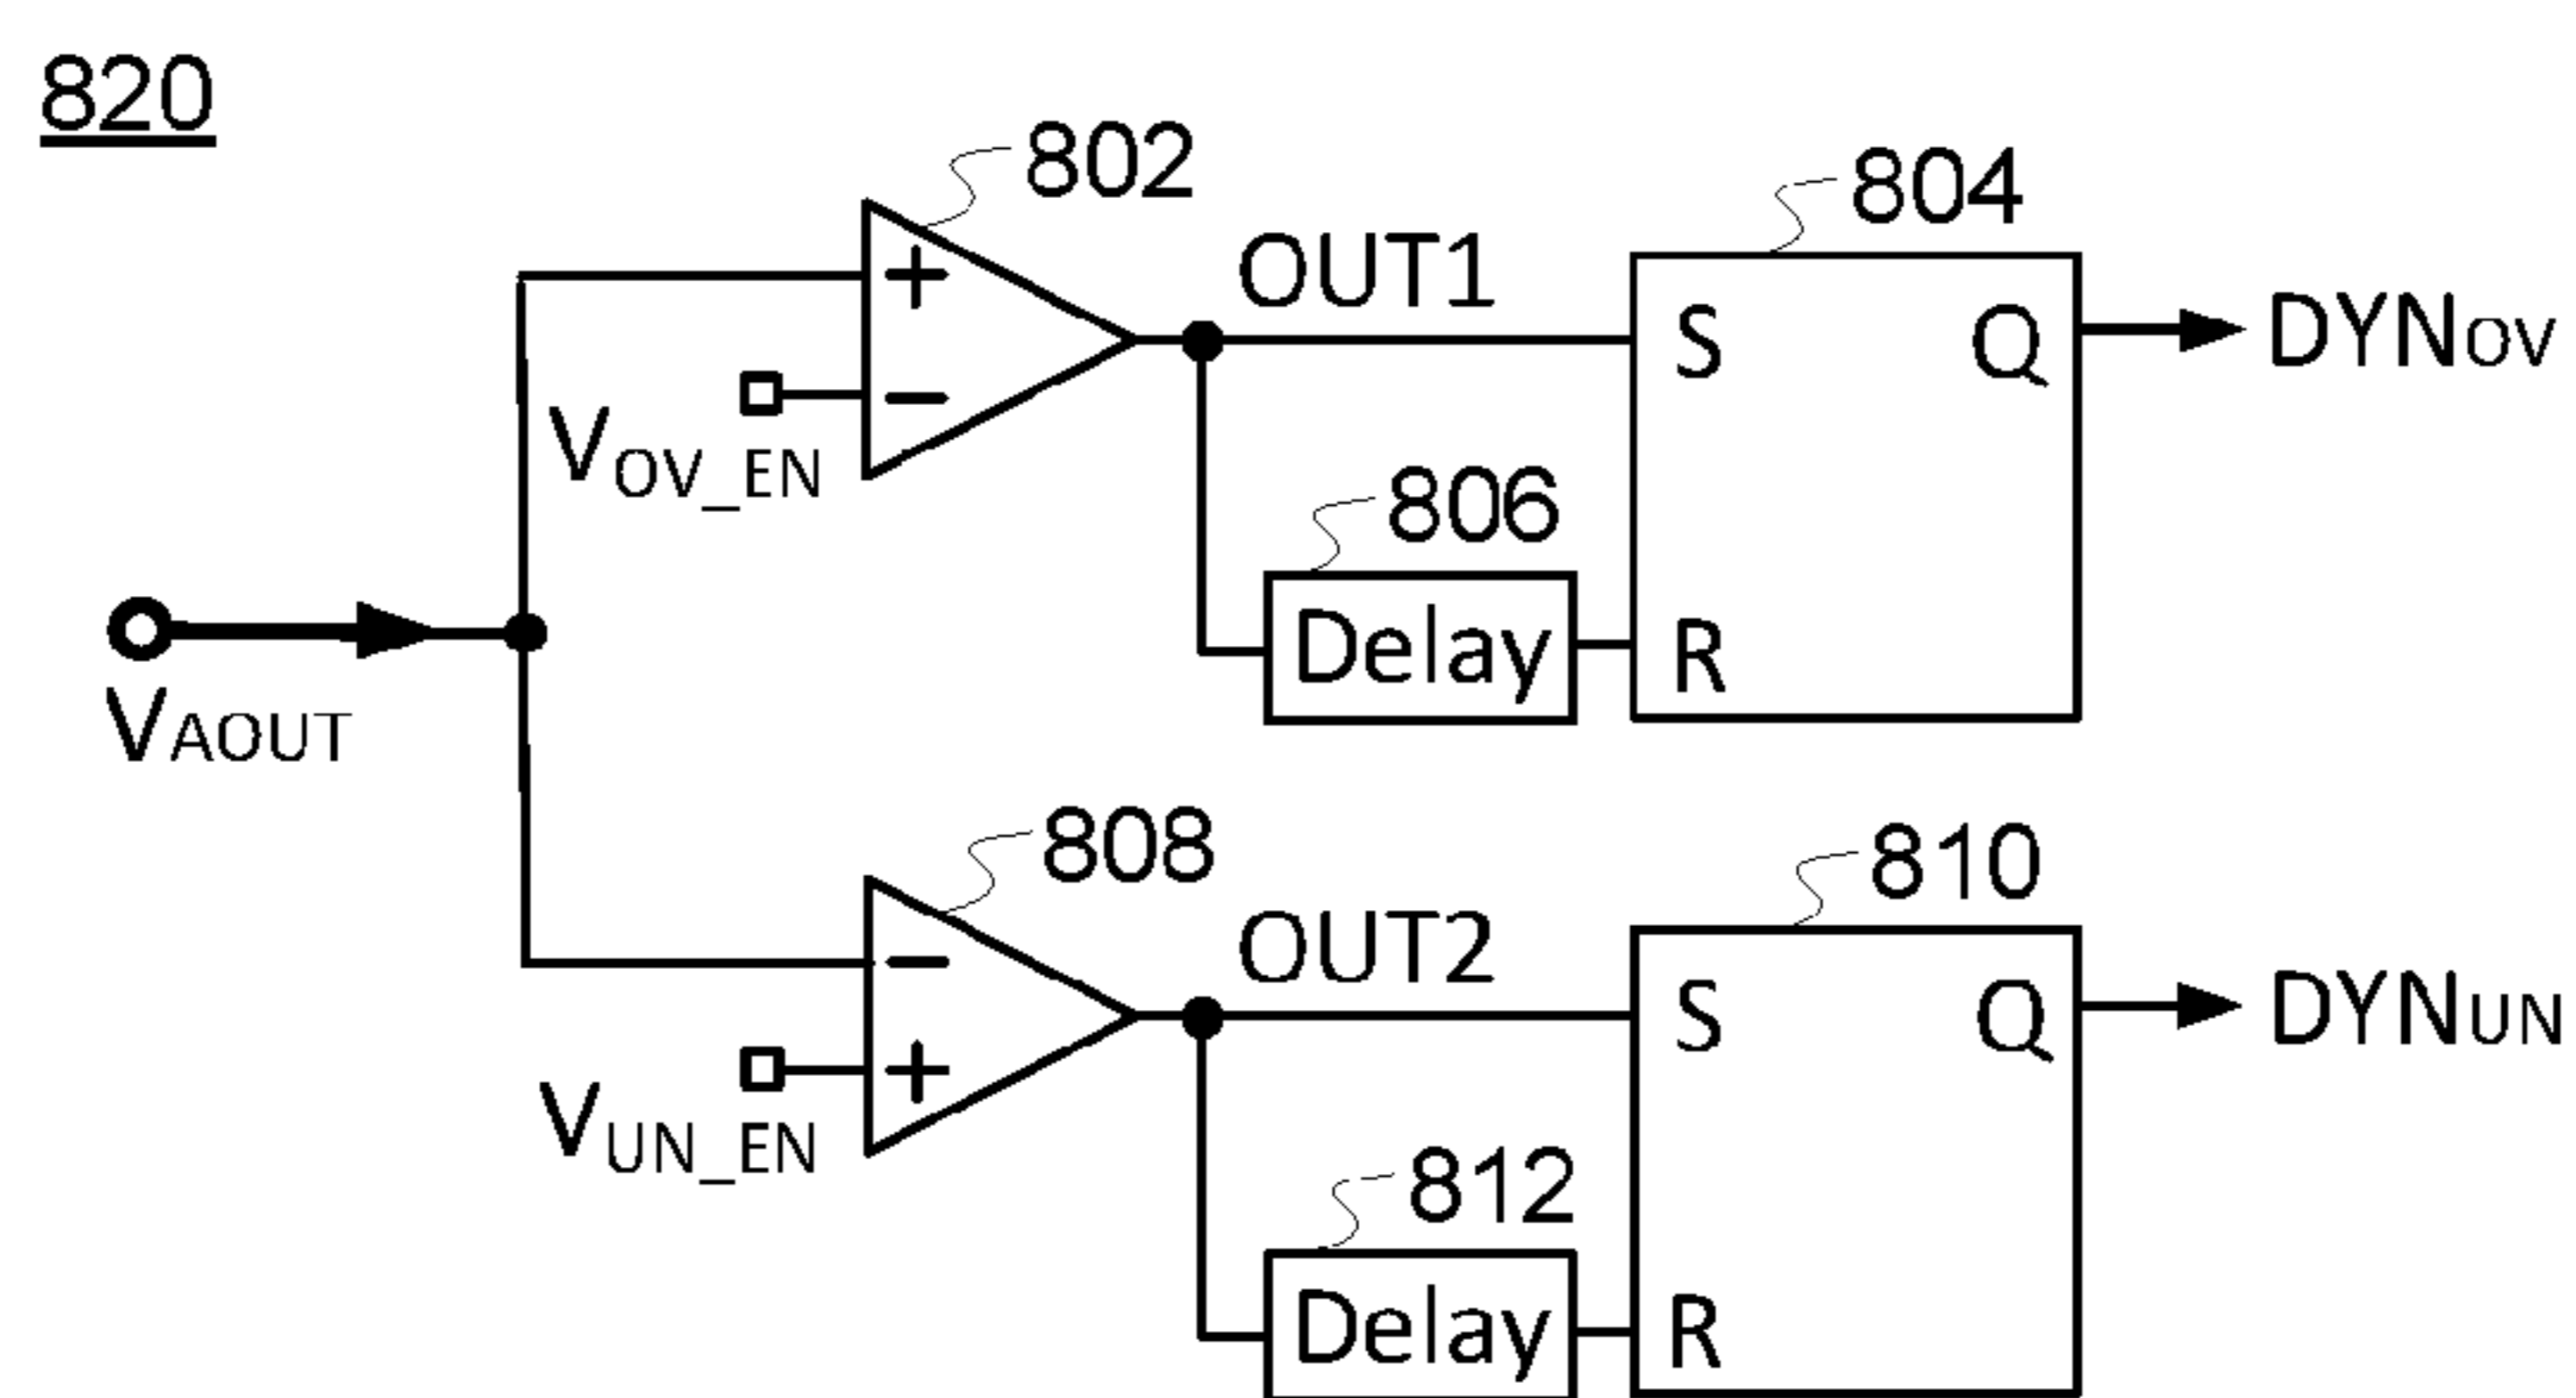 820
802
+
−
VOV_EN
OUT1
804
S
Q
DYNOV
806
Delay
R
VAOUT
808
−
+
VUN_EN
OUT2
810
S
Q
DYNUN
812
Delay
R